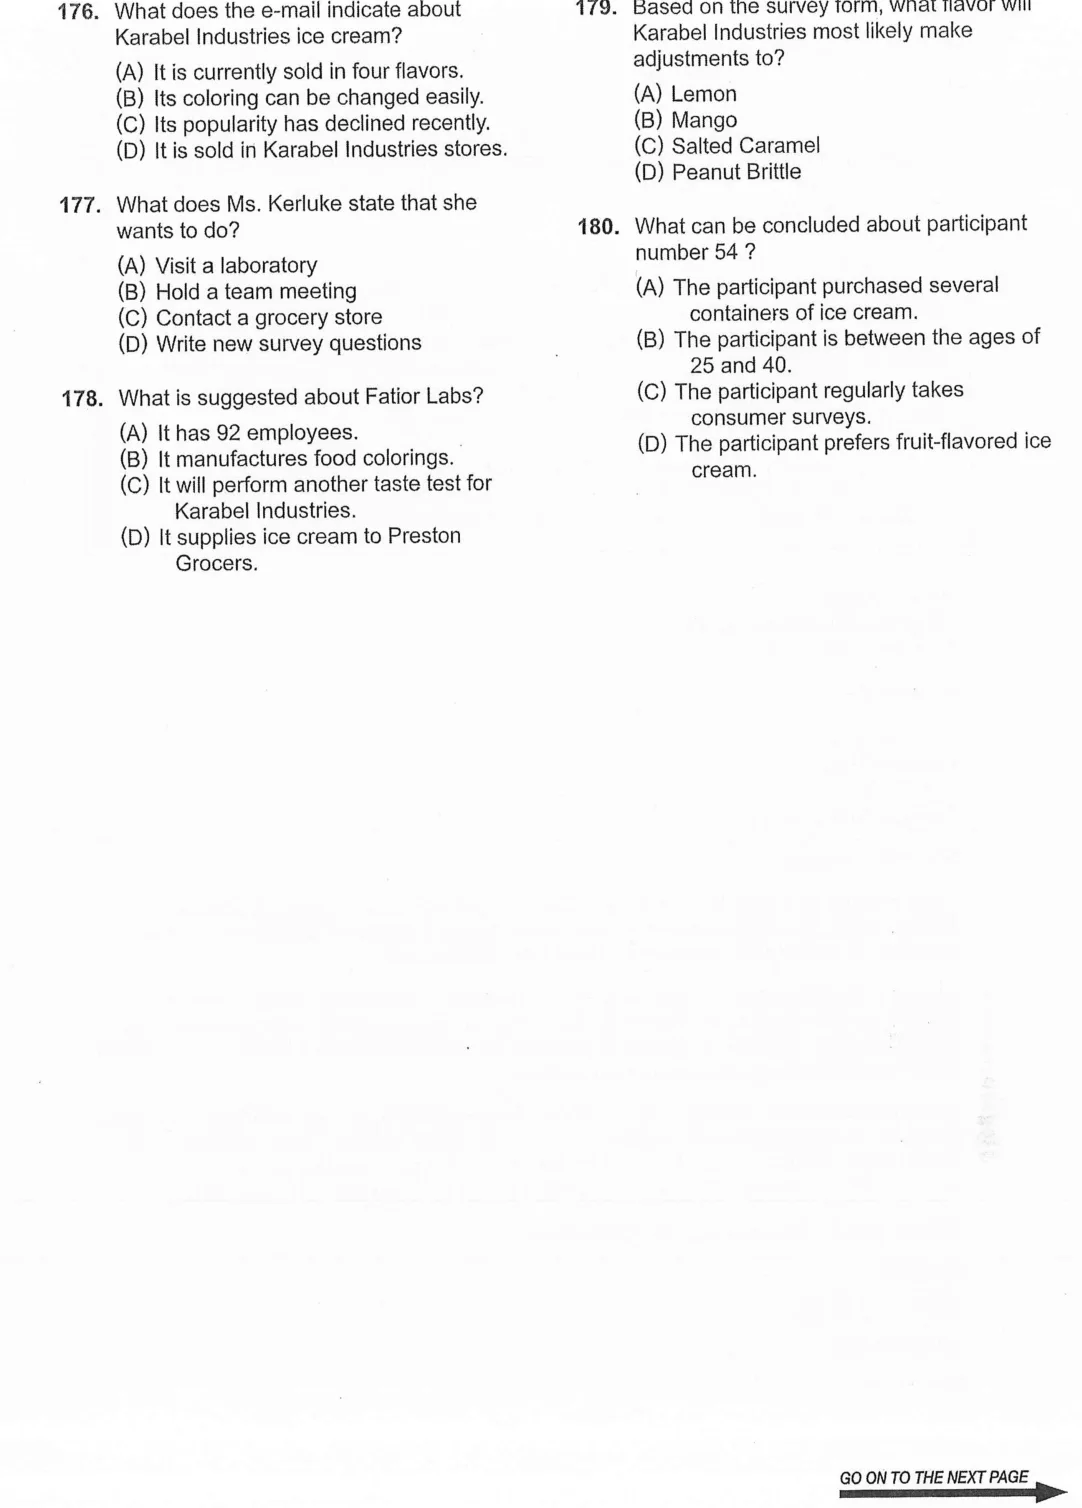 176. What does the e-mail indicate about
Karabel Industries ice cream?
(A) It is currently sold in four flavors.
(B) Its coloring can be changed easily.
(C) Its popularity has declined recently.
(D) It is sold in Karabel Industries stores.
177. What does Ms. Kerluke state that she
wants to do?
(A) Visit a laboratory
(B) Hold a team meeting
(C) Contact a grocery store
(D) Write new survey questions
178. What is suggested about Fatior Labs?
(A) It has 92 employees.
(B) It manufactures food colorings.
(C) It will perform another taste test for
Karabel Industries.
(D) It supplies ice cream to Preston
Grocers.
179. Based on the survey form, what flavor will
Karabel Industries most likely make
adjustments to?
(A) Lemon
(B) Mango
(C) Salted Caramel
(D) Peanut Brittle
180. What can be concluded about participant
number 54 ?
(A) The participant purchased several
containers of ice cream.
(B) The participant is between the ages of
25 and 40.
(C) The participant regularly takes
consumer surveys.
(D) The participant prefers fruit-flavored ice
cream.
GO ON TO THE NEXT PAGE